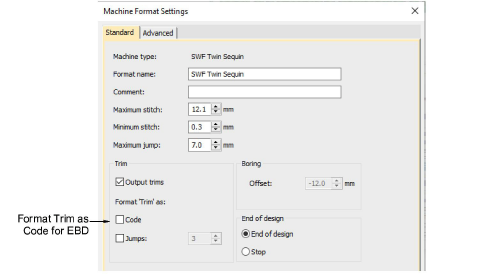 Machine Format Settings
Standard Advanced
Machine type: SWF Twin Sequin
Format name: SWF Twin Sequin
Comment:
Maximum stitch: 12.1 mm
Minimum stitch: 0.3 mm
Maximum jump: 7.0 mm
Trim Boring
Output trims Offset: -12.0 mm
Format 'Trim' as:
Format Trim as
Code for EBD
Code End of design
Jumps: 3 End of design
Stop